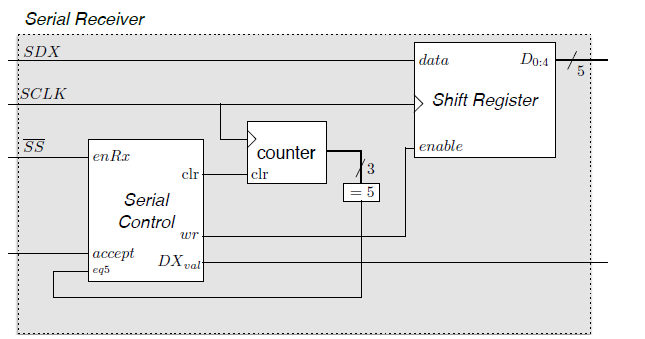 Serial Receiver
SDX
data
D0:4
5
SCLK
Shift Register
SS
enRx
counter
enable
clr
clr
3
= 5
Serial
Control
wr
accept
DXval
eq5